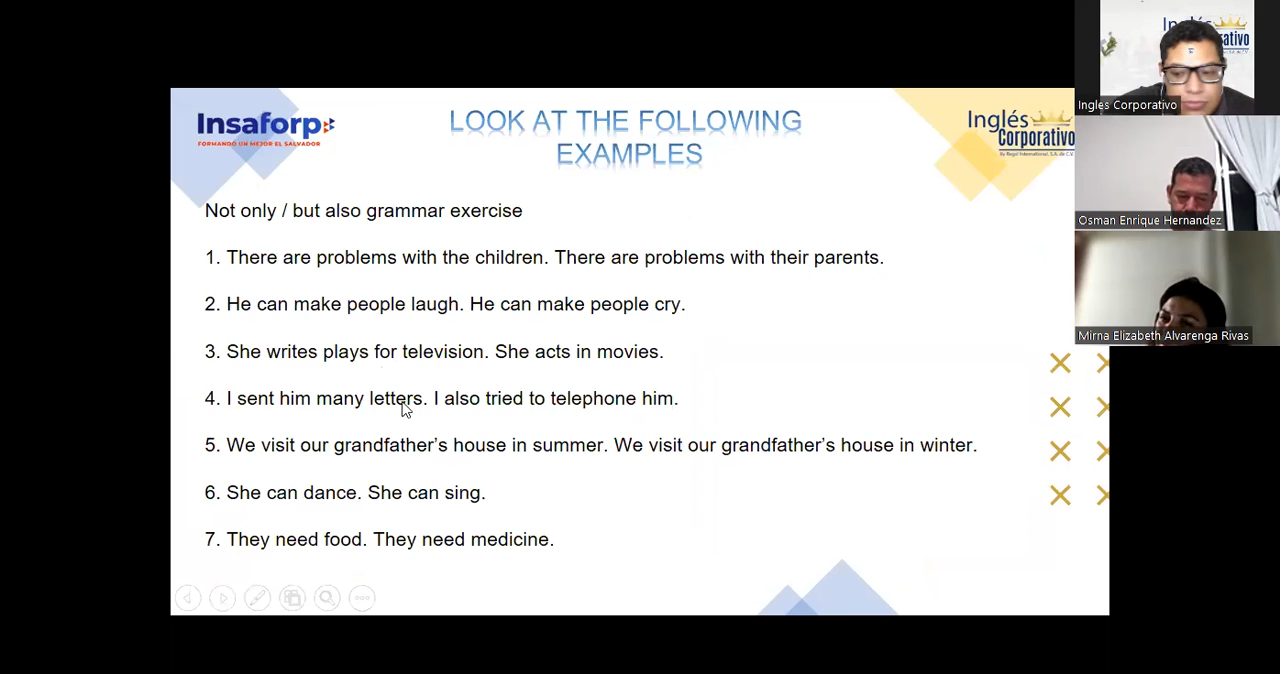 Insaforp
FORMANDO UN MEJOR EL SALVADOR
LOOK AT THE FOLLOWING
EXAMPLES
Inglés
Corporativo
By Regal International, S.A. de C.V.
Not only / but also grammar exercise
1. There are problems with the children. There are problems with their parents.
2. He can make people laugh. He can make people cry.
3. She writes plays for television. She acts in movies.
4. I sent him many letters. I also tried to telephone him.
5. We visit our grandfather’s house in summer. We visit our grandfather’s house in winter.
6. She can dance. She can sing.
7. They need food. They need medicine.
Ingles Corporativo
Osman Enrique Hernandez
Mirna Elizabeth Alvarenga Rivas